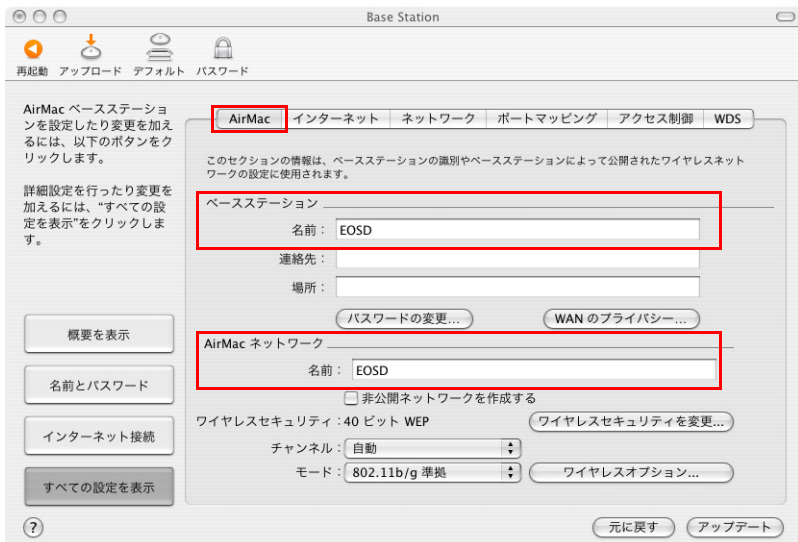 Base Station
再起動 アップロード デフォルト パスワード
AirMac ベースステーショ
ンを設定したり変更を加え
るには、以下のボタンをク
リックします。
詳細設定を行ったり変更を
加えるには、“すべての設
定を表示”をクリックしま
す。
概要を表示
名前とパスワード
インターネット接続
すべての設定を表示
AirMac インターネット ネットワーク ポートマッピング アクセス制御 WDS
このセクションの情報は、ベースステーションの識別やベースステーションによって公開されたワイヤレスネット
ワークの設定に使用されます。
ベースステーション
名前： EOSD
連絡先：
場所：
パスワードの変更... WAN のプライバシー...
AirMac ネットワーク
名前： EOSD
非公開ネットワークを作成する
ワイヤレスセキュリティ：40 ビット WEP ワイヤレスセキュリティを変更...
チャンネル： 自動
モード： 802.11b/g 準拠 ワイヤレスオプション...
? 元に戻す アップデート